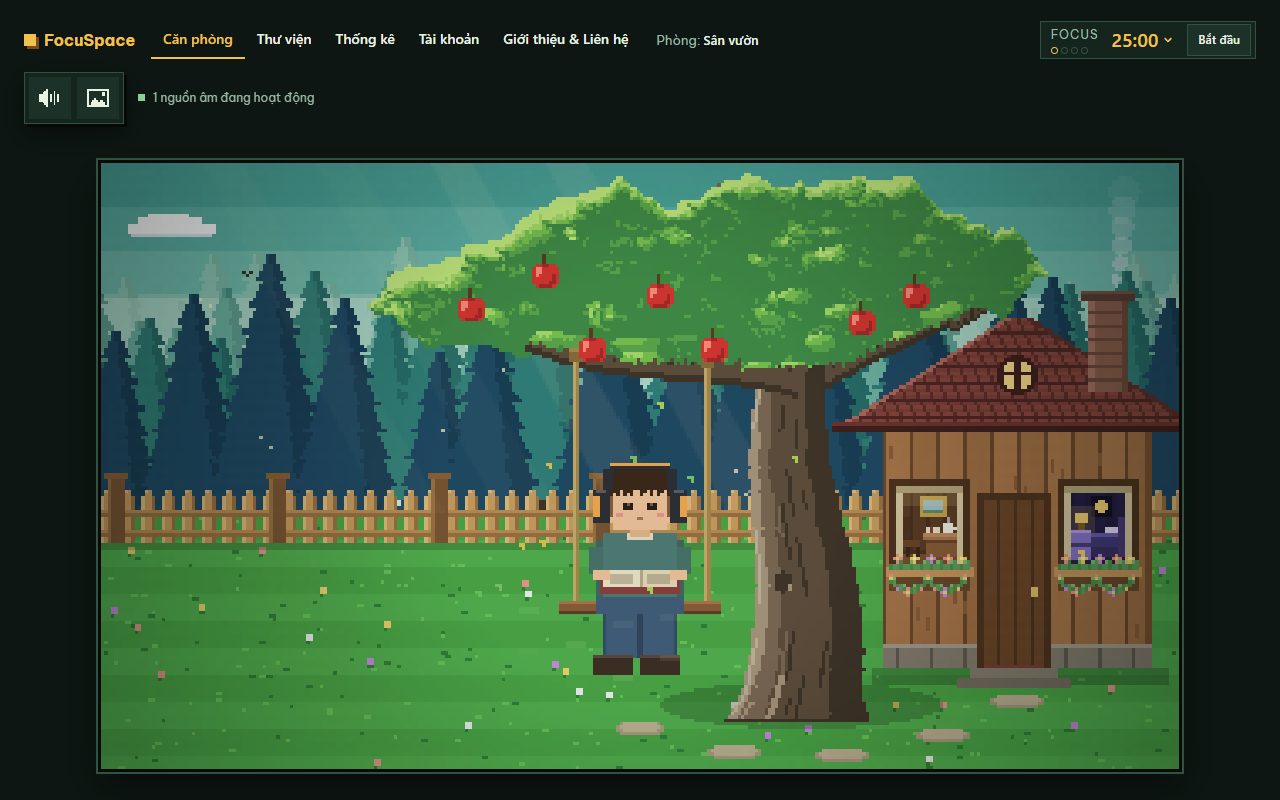 FocuSpace
Căn phòng
Thư viện
Thống kê
Tài khoản
Giới thiệu & Liên hệ
Phòng: Sân vườn
FOCUS
25:00
Bắt đầu
1 nguồn âm đang hoạt động